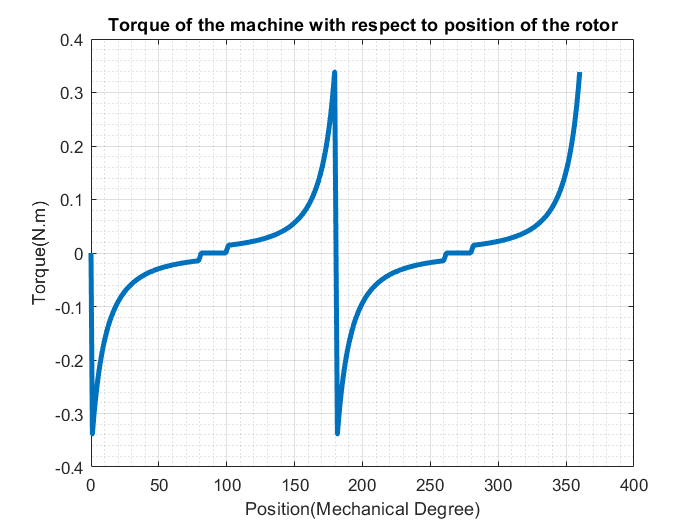 Torque of the machine with respect to position of the rotor
0.4
0.3
0.2
0.1
0
-0.1
-0.2
-0.3
-0.4
Torque(N.m)
0 50 100 150 200 250 300 350 400
Position(Mechanical Degree)